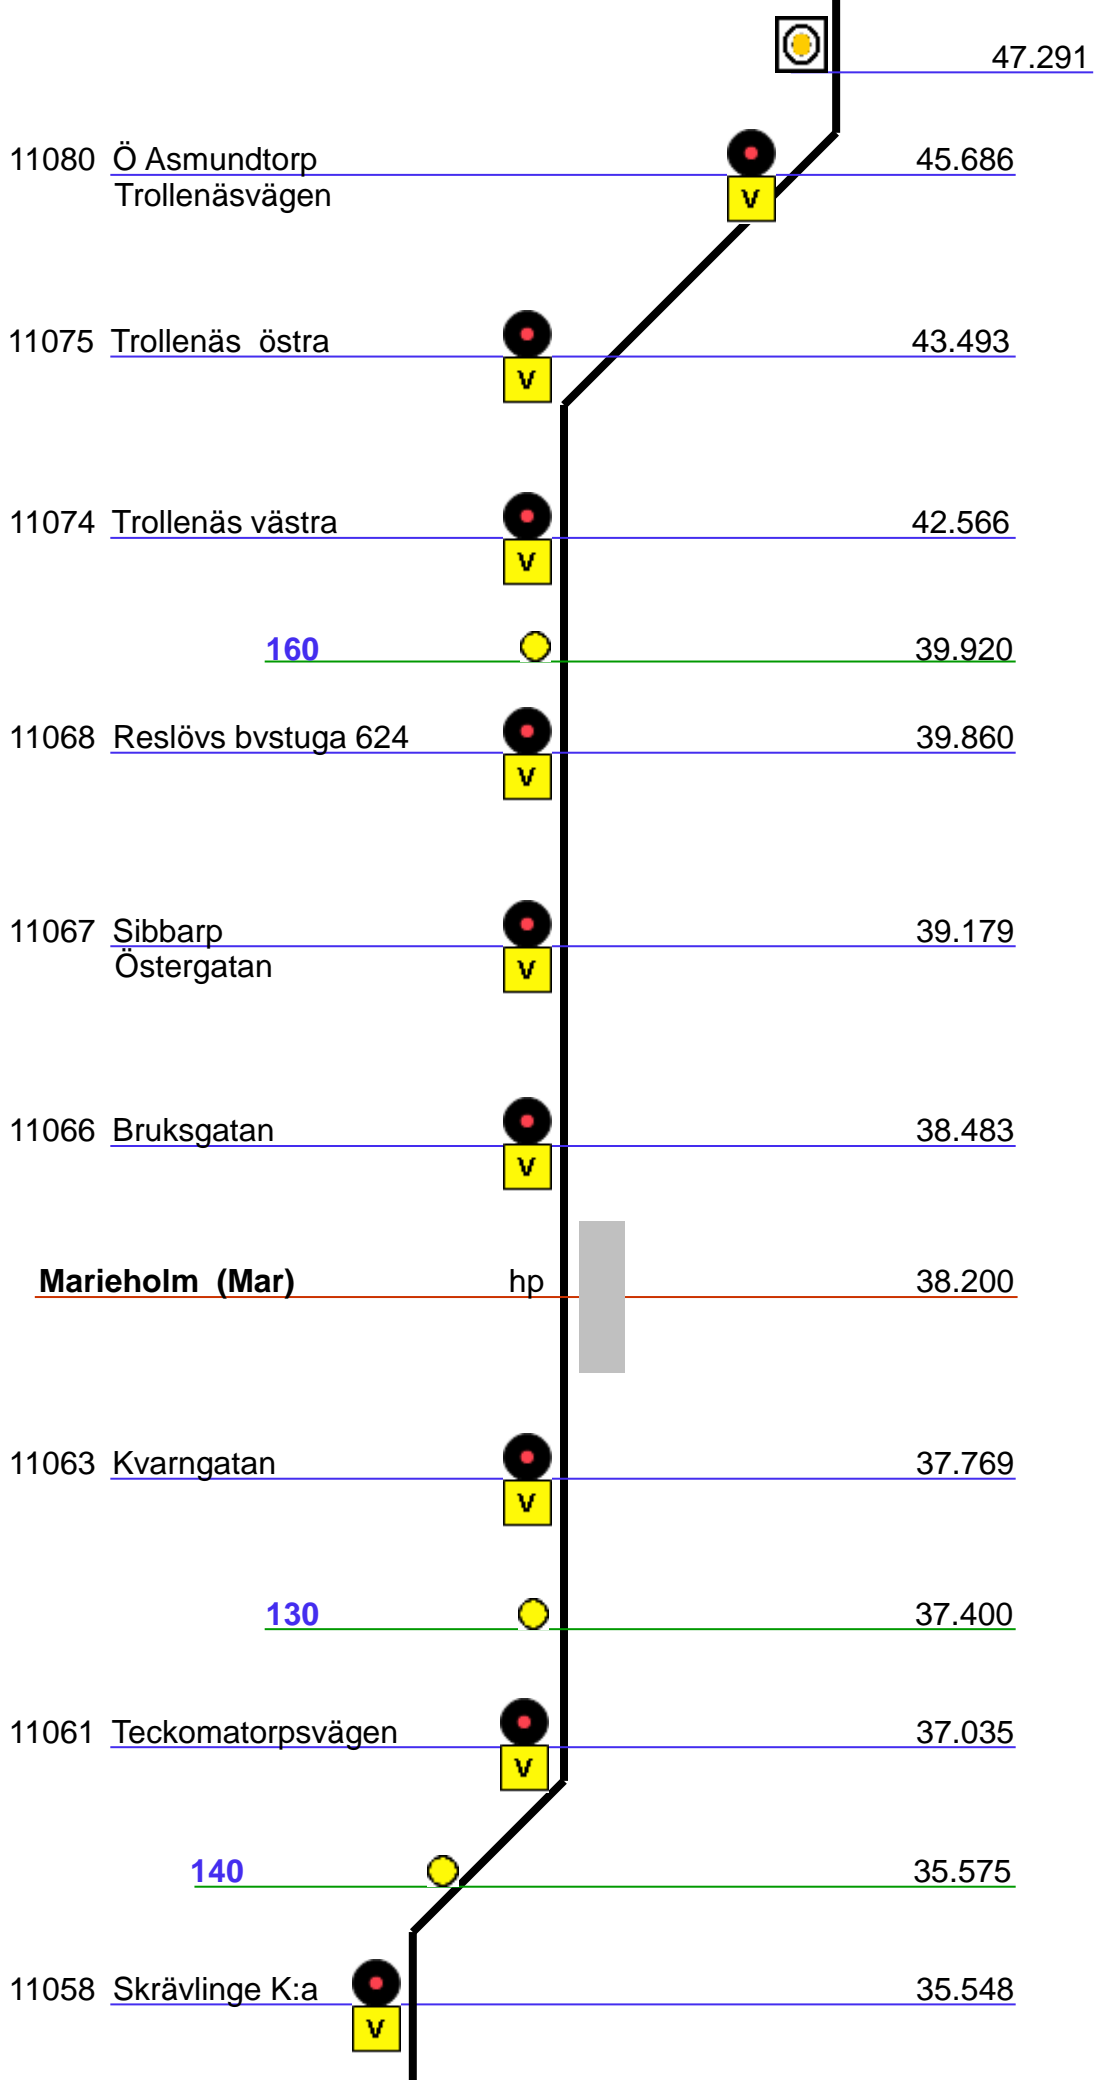 47.291
11080 Ö Asmundtorp 45.686
Trollenäsvägen
V
11075 Trollenäs östra 43.493
V
11074 Trollenäs västra 42.566
V
160 39.920
11068 Reslövs bvstuga 624 39.860
V
11067 Sibbarp 39.179
Östergatan
V
11066 Bruksgatan 38.483
V
Marieholm (Mar) hp 38.200
11063 Kvarngatan 37.769
V
130 37.400
11061 Teckomatorpsvägen 37.035
V
140 35.575
11058 Skrävlinge K:a 35.548
V